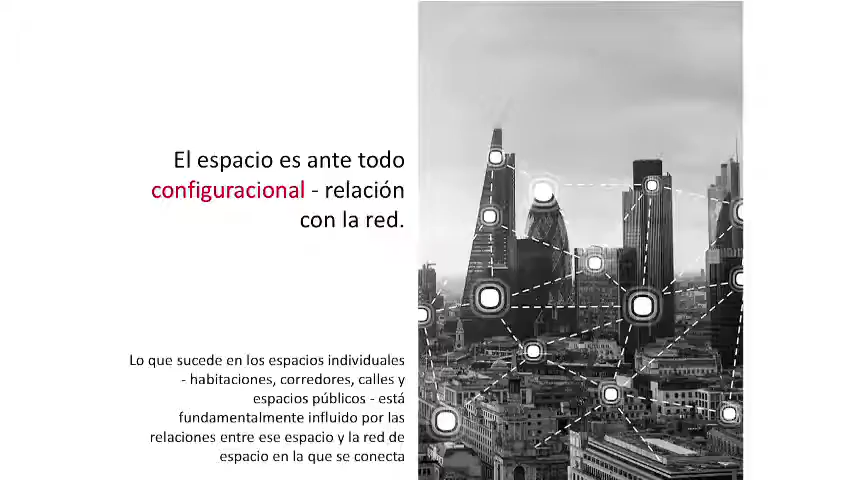 El espacio es ante todo
configuracional - relación
con la red.
Lo que sucede en los espacios individuales
- habitaciones, corredores, calles y
espacios públicos - está
fundamentalmente influido por las
relaciones entre ese espacio y la red de
espacio en la que se conecta